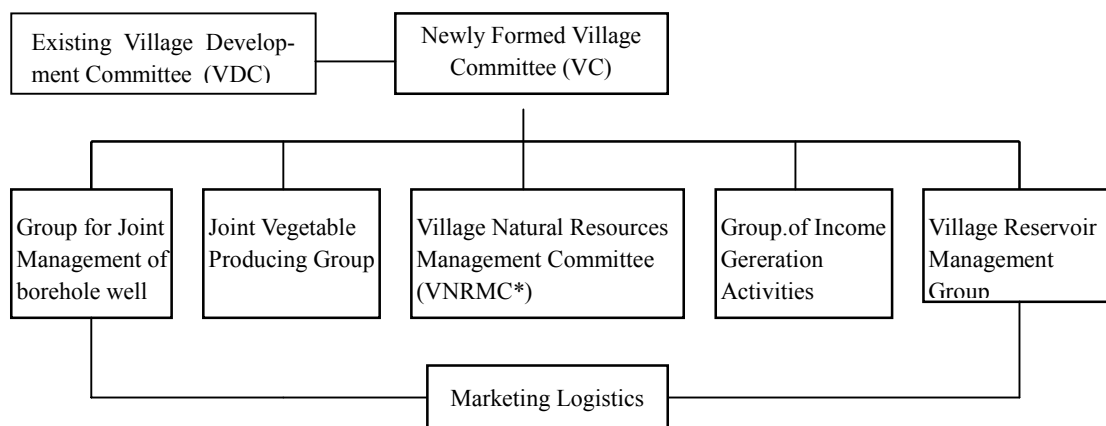 Existing Village Develop-
ment Committee (VDC)
Newly Formed Village
Committee (VC)
Group for Joint
Management of
borehole well
Joint Vegetable
Producing Group
Village Natural Resources
Management Committee
(VNRMC*)
Group.of Income
Gereration
Activities
Village Reservoir
Management
Group
Marketing Logistics